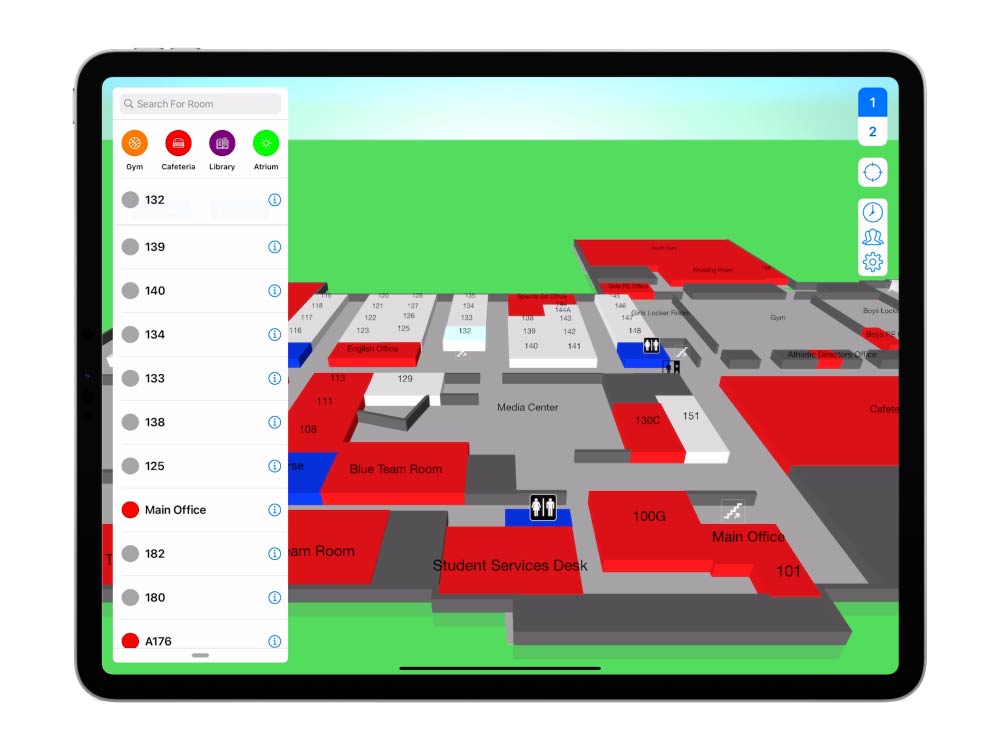 Search For Room
Gym
Cafeteria
Library
Atrium
132
139
140
134
133
138
125
Main Office
182
180
A176
1
2
Wrestling Room
Girls PE Office
Special Ed Office
119
120
128
135
145
118
121
127
134
144A
146
Girls Locker Room
Gym
Boys Lock
117
122
126
133
138
143
147
116
123
125
132
139
142
148
Boys PE
English Office
140
141
Athletic Directors Office
113
129
111
Media Center
130C
151
Cafete
108
rse
Blue Team Room
100G
Main Office
eam Room
Student Services Desk
101
T